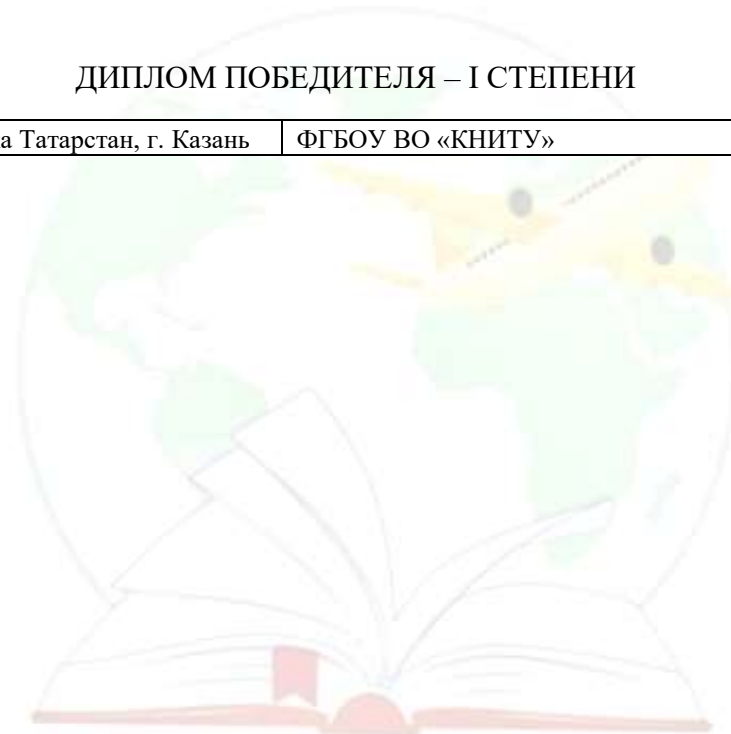 ДИПЛОМ ПОБЕДИТЕЛЯ – I СТЕПЕНИ
Татарстан, г. Казань ФГБОУ ВО «КНИТУ»